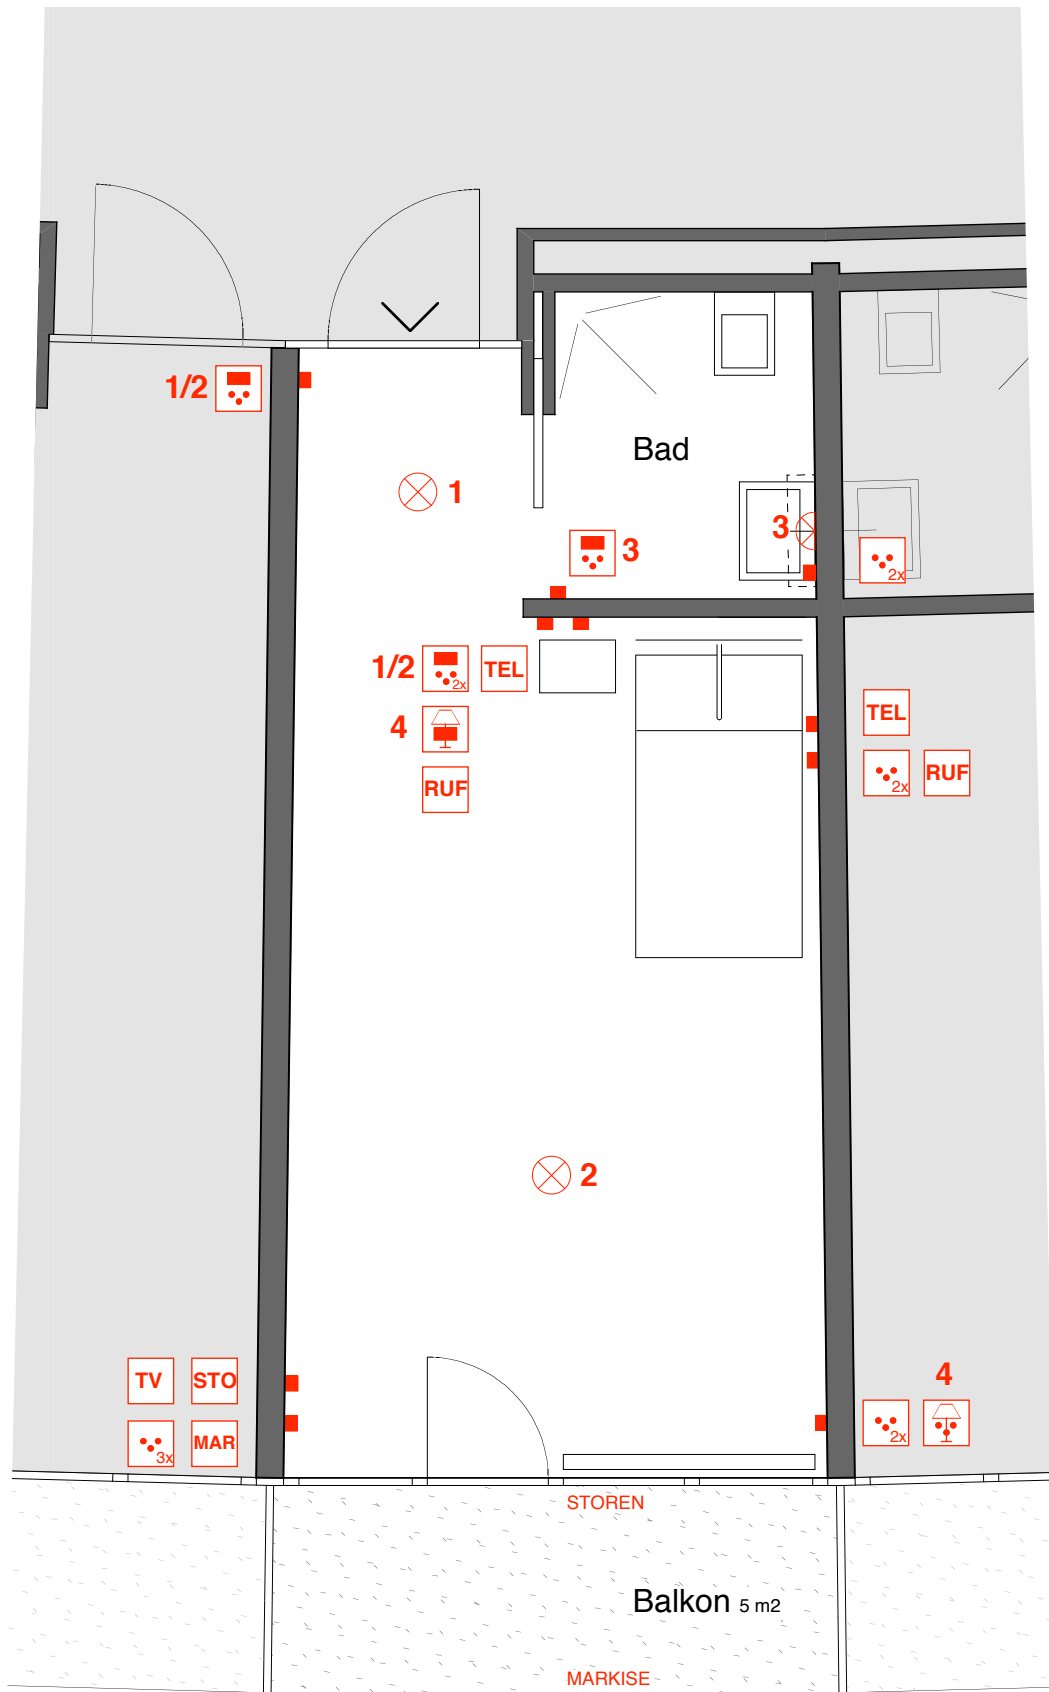 1/2
1
Bad
3
3
2x
1/2
2x
TEL
4
RUF
TEL
2x
RUF
2
TV
STO
3x
MAR
4
2x
STOREN
Balkon 5 m2
MARKISE